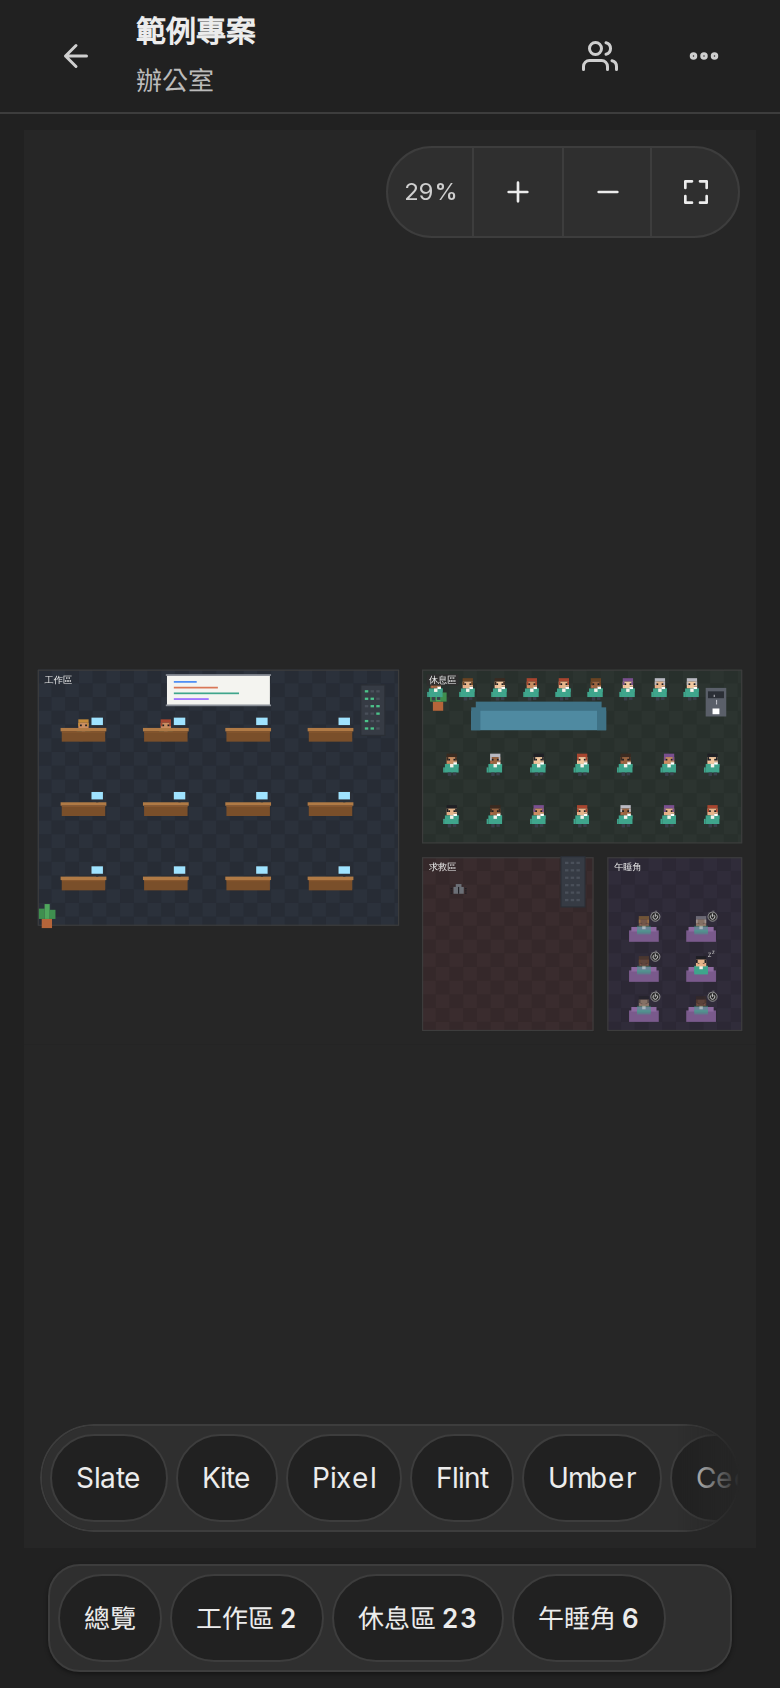 範例專案
辦公室
29%
工作區
休息區
求救區
午睡角
Slate
Kite
Pixel
Flint
Umber
總覽
工作區 2
休息區 23
午睡角 6